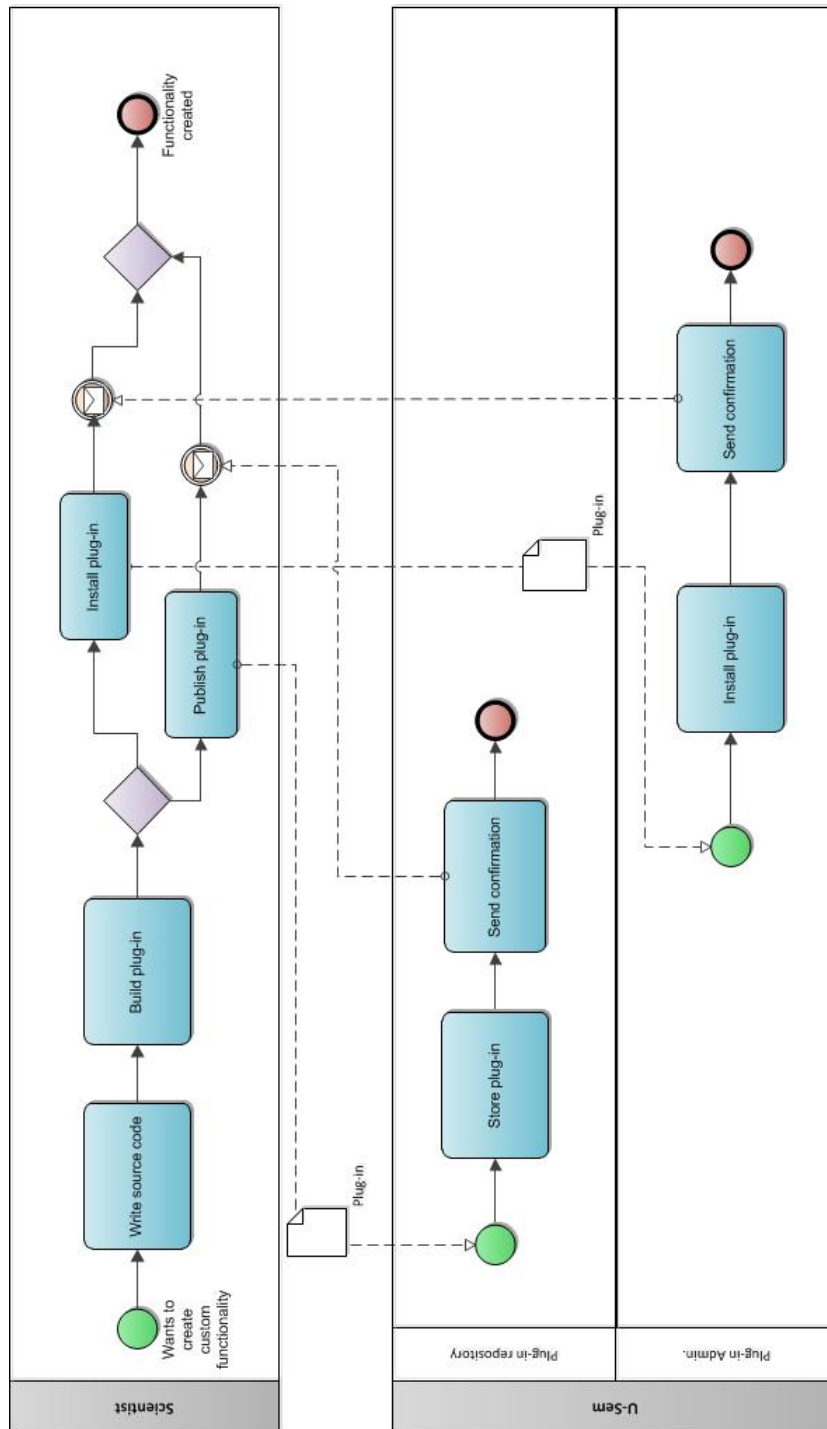 Scientist
Wants to
create
custom
functionality
Write source code
Build plug-in
Install plug-in
Publish plug-in
Functionality
created
Plug-in
Plug-in
U-Sem
Plug-in repository
Store plug-in
Send confirmation
Plug-in Admin.
Install plug-in
Send confirmation